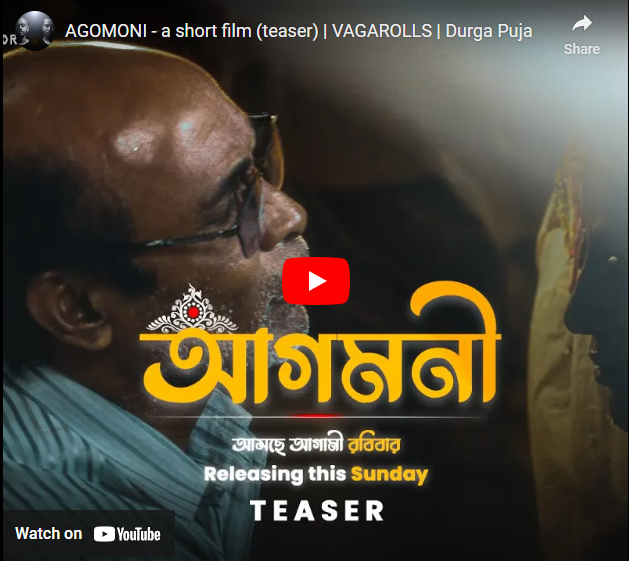 OR
AGOMONI - a short film (teaser) | VAGAROLLS | Durga Puja
Share
আগমনী
আসছে আগামী রবিবার
Releasing this Sunday
TEASER
Watch on YouTube